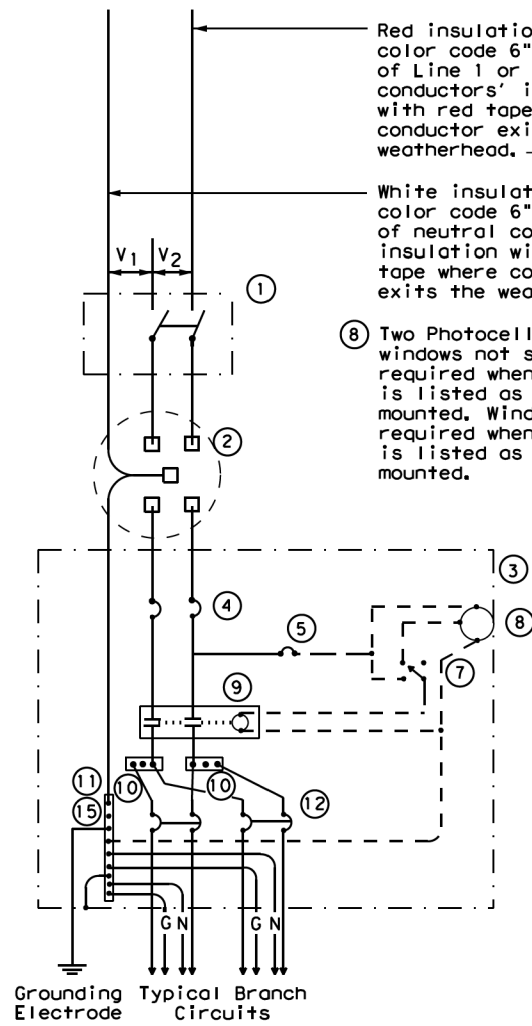 Red insulatio
color code 6"
of Line 1 or
conductors' i
with red tape
conductor exi
weatherhead.
White insulat
color code 6"
of neutral co
insulation wi
tape where co
exits the wea
V1 V2
1
8 Two Photocell
windows not s
required when
is listed as
mounted. Wind
required when
is listed as
mounted.
2
3
4
5
8
7
9
11
10
10
15
12
G N
G N
Grounding
Electrode
Typical Branch
Circuits